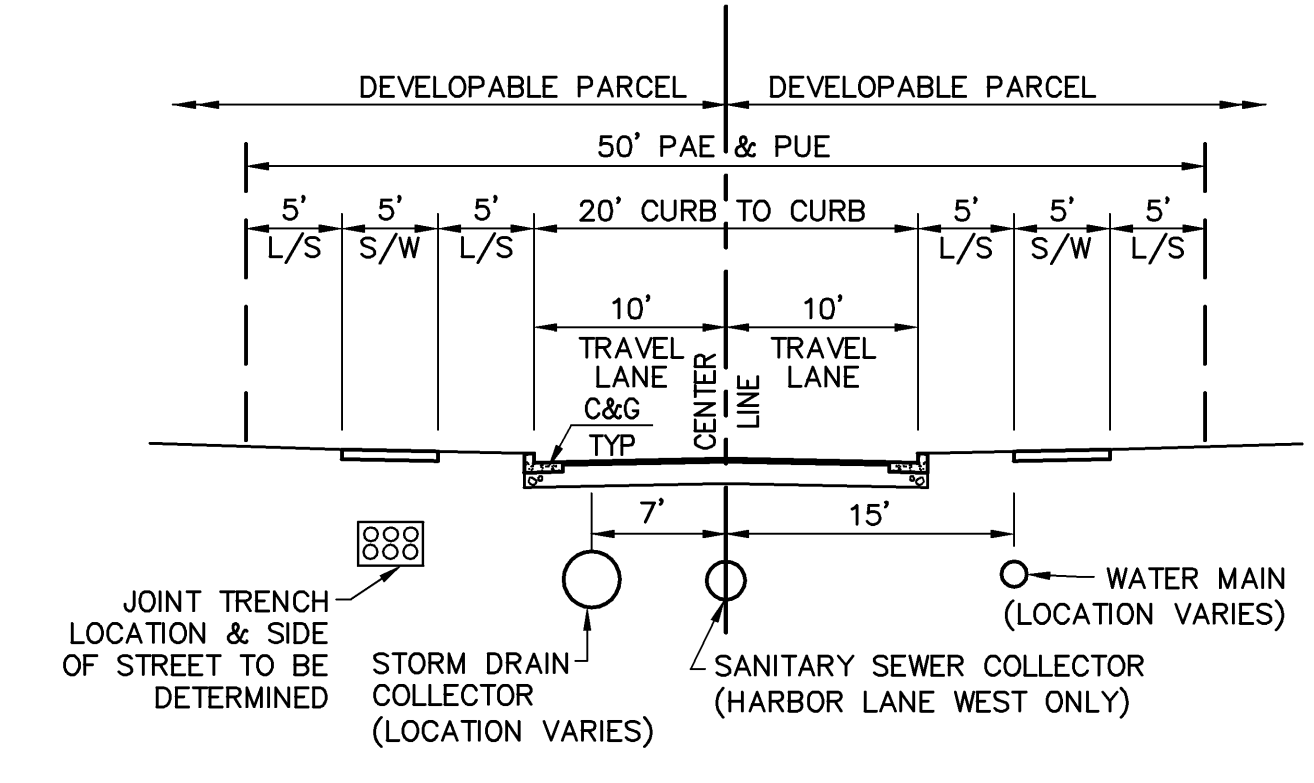 DEVELOPABLE PARCEL DEVELOPABLE PARCEL
50' PAE & PUE
5' 5' 5' 20' CURB TO CURB 5' 5' 5'
L/S S/W L/S L/S S/W L/S
10' 10'
TRAVEL TRAVEL
LANE LANE
CENTER
LINE
C&G
TYP
7' 15'
JOINT TRENCH
LOCATION & SIDE
OF STREET TO BE
DETERMINED
STORM DRAIN
COLLECTOR
(LOCATION VARIES)
SANITARY SEWER COLLECTOR
(HARBOR LANE WEST ONLY)
WATER MAIN
(LOCATION VARIES)